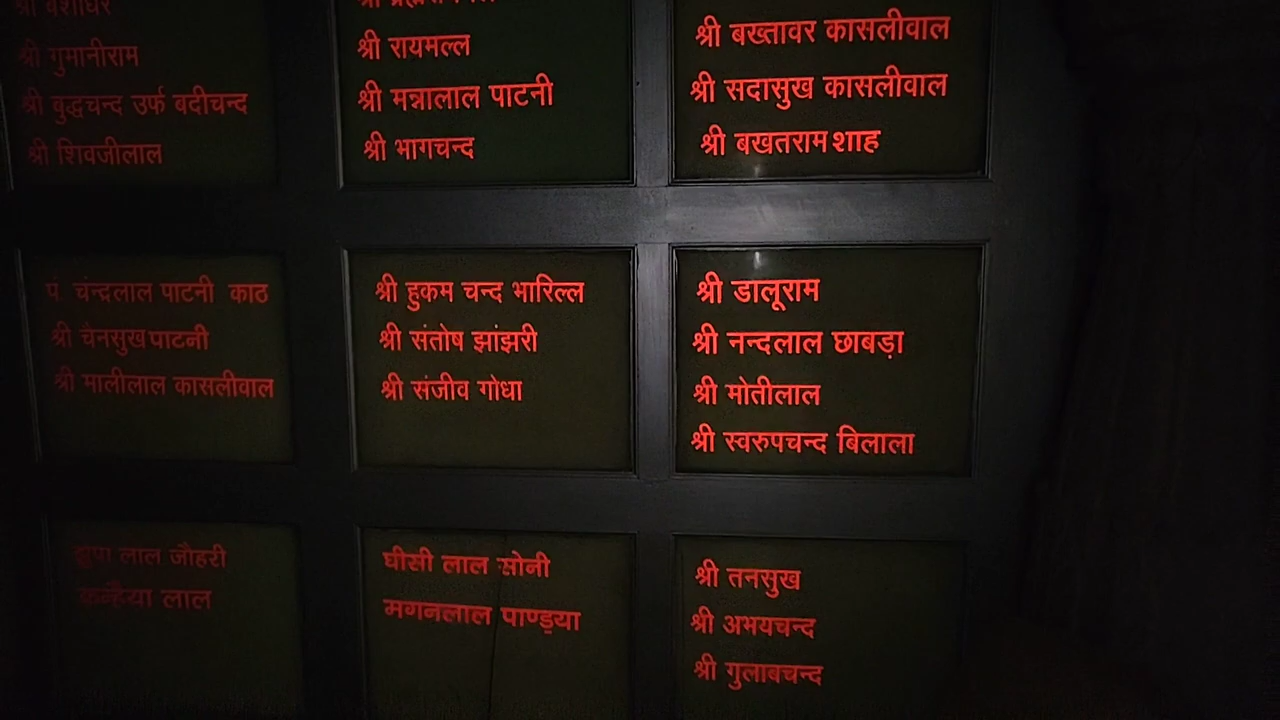 श्री बंशीधर
श्री गुमानीराम
श्री बुद्धचन्द उर्फ बदीचन्द
श्री शिवजीलाल
श्री रायमल्ल
श्री मन्नालाल पाटनी
श्री भागचन्द
श्री बख्तावर कासलीवाल
श्री सदासुख कासलीवाल
श्री बखतराम शाह
पं चंन्द्रलाल पाटनी काठ
श्री चैनसुख पाटनी
श्री मालीलाल कासलीवाल
श्री हुकम चन्द भारिल्ल
श्री संतोष झांझरी
श्री संजीव गोधा
श्री डालूराम
श्री नन्दलाल छाबड़ा
श्री मोतीलाल
श्री स्वरुपचन्द बिलाला
लाल जौहरी
कन्हैया लाल
घीसी लाल सोनी
मगनलाल पाण्ड्या
श्री तनसुख
श्री अभयचन्द
श्री गुलाबचन्द